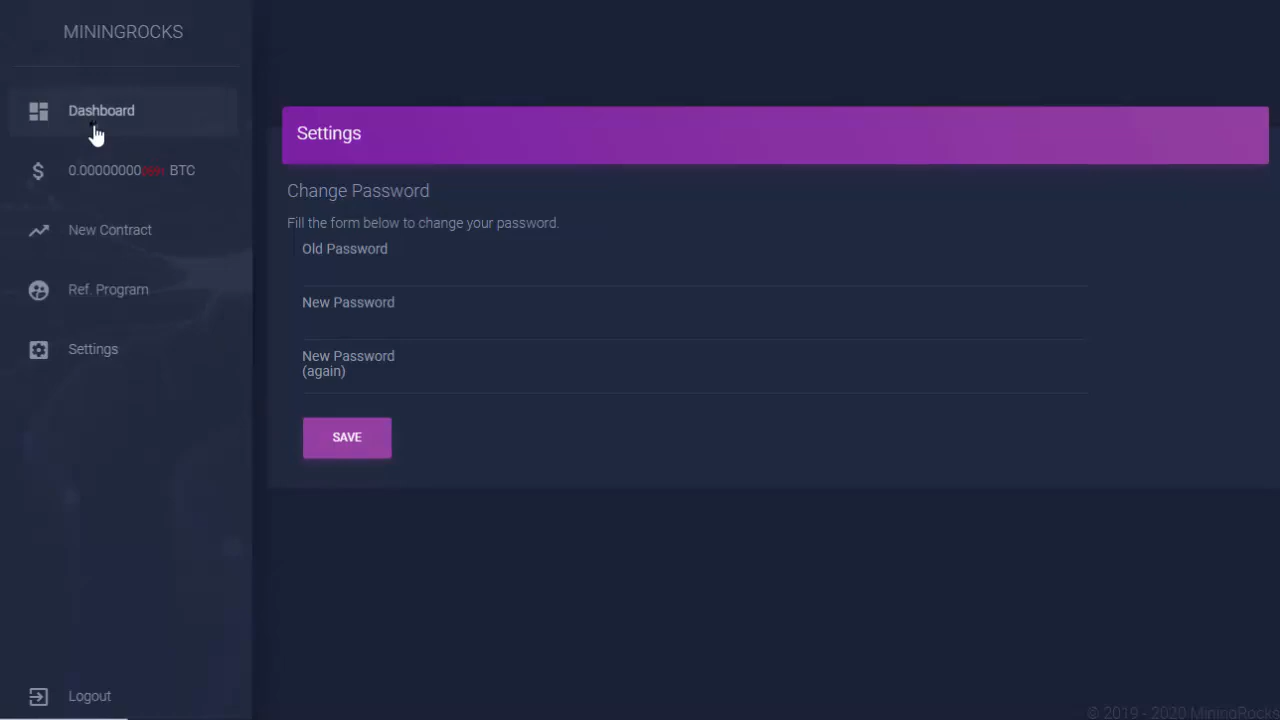 MININGROCKS
Dashboard
0.00000000 BTC
New Contract
Ref. Program
Settings
Logout
Settings
Change Password
Fill the form below to change your password.
Old Password
New Password
New Password
(again)
SAVE
© 2019 - 2020 MiningRocks